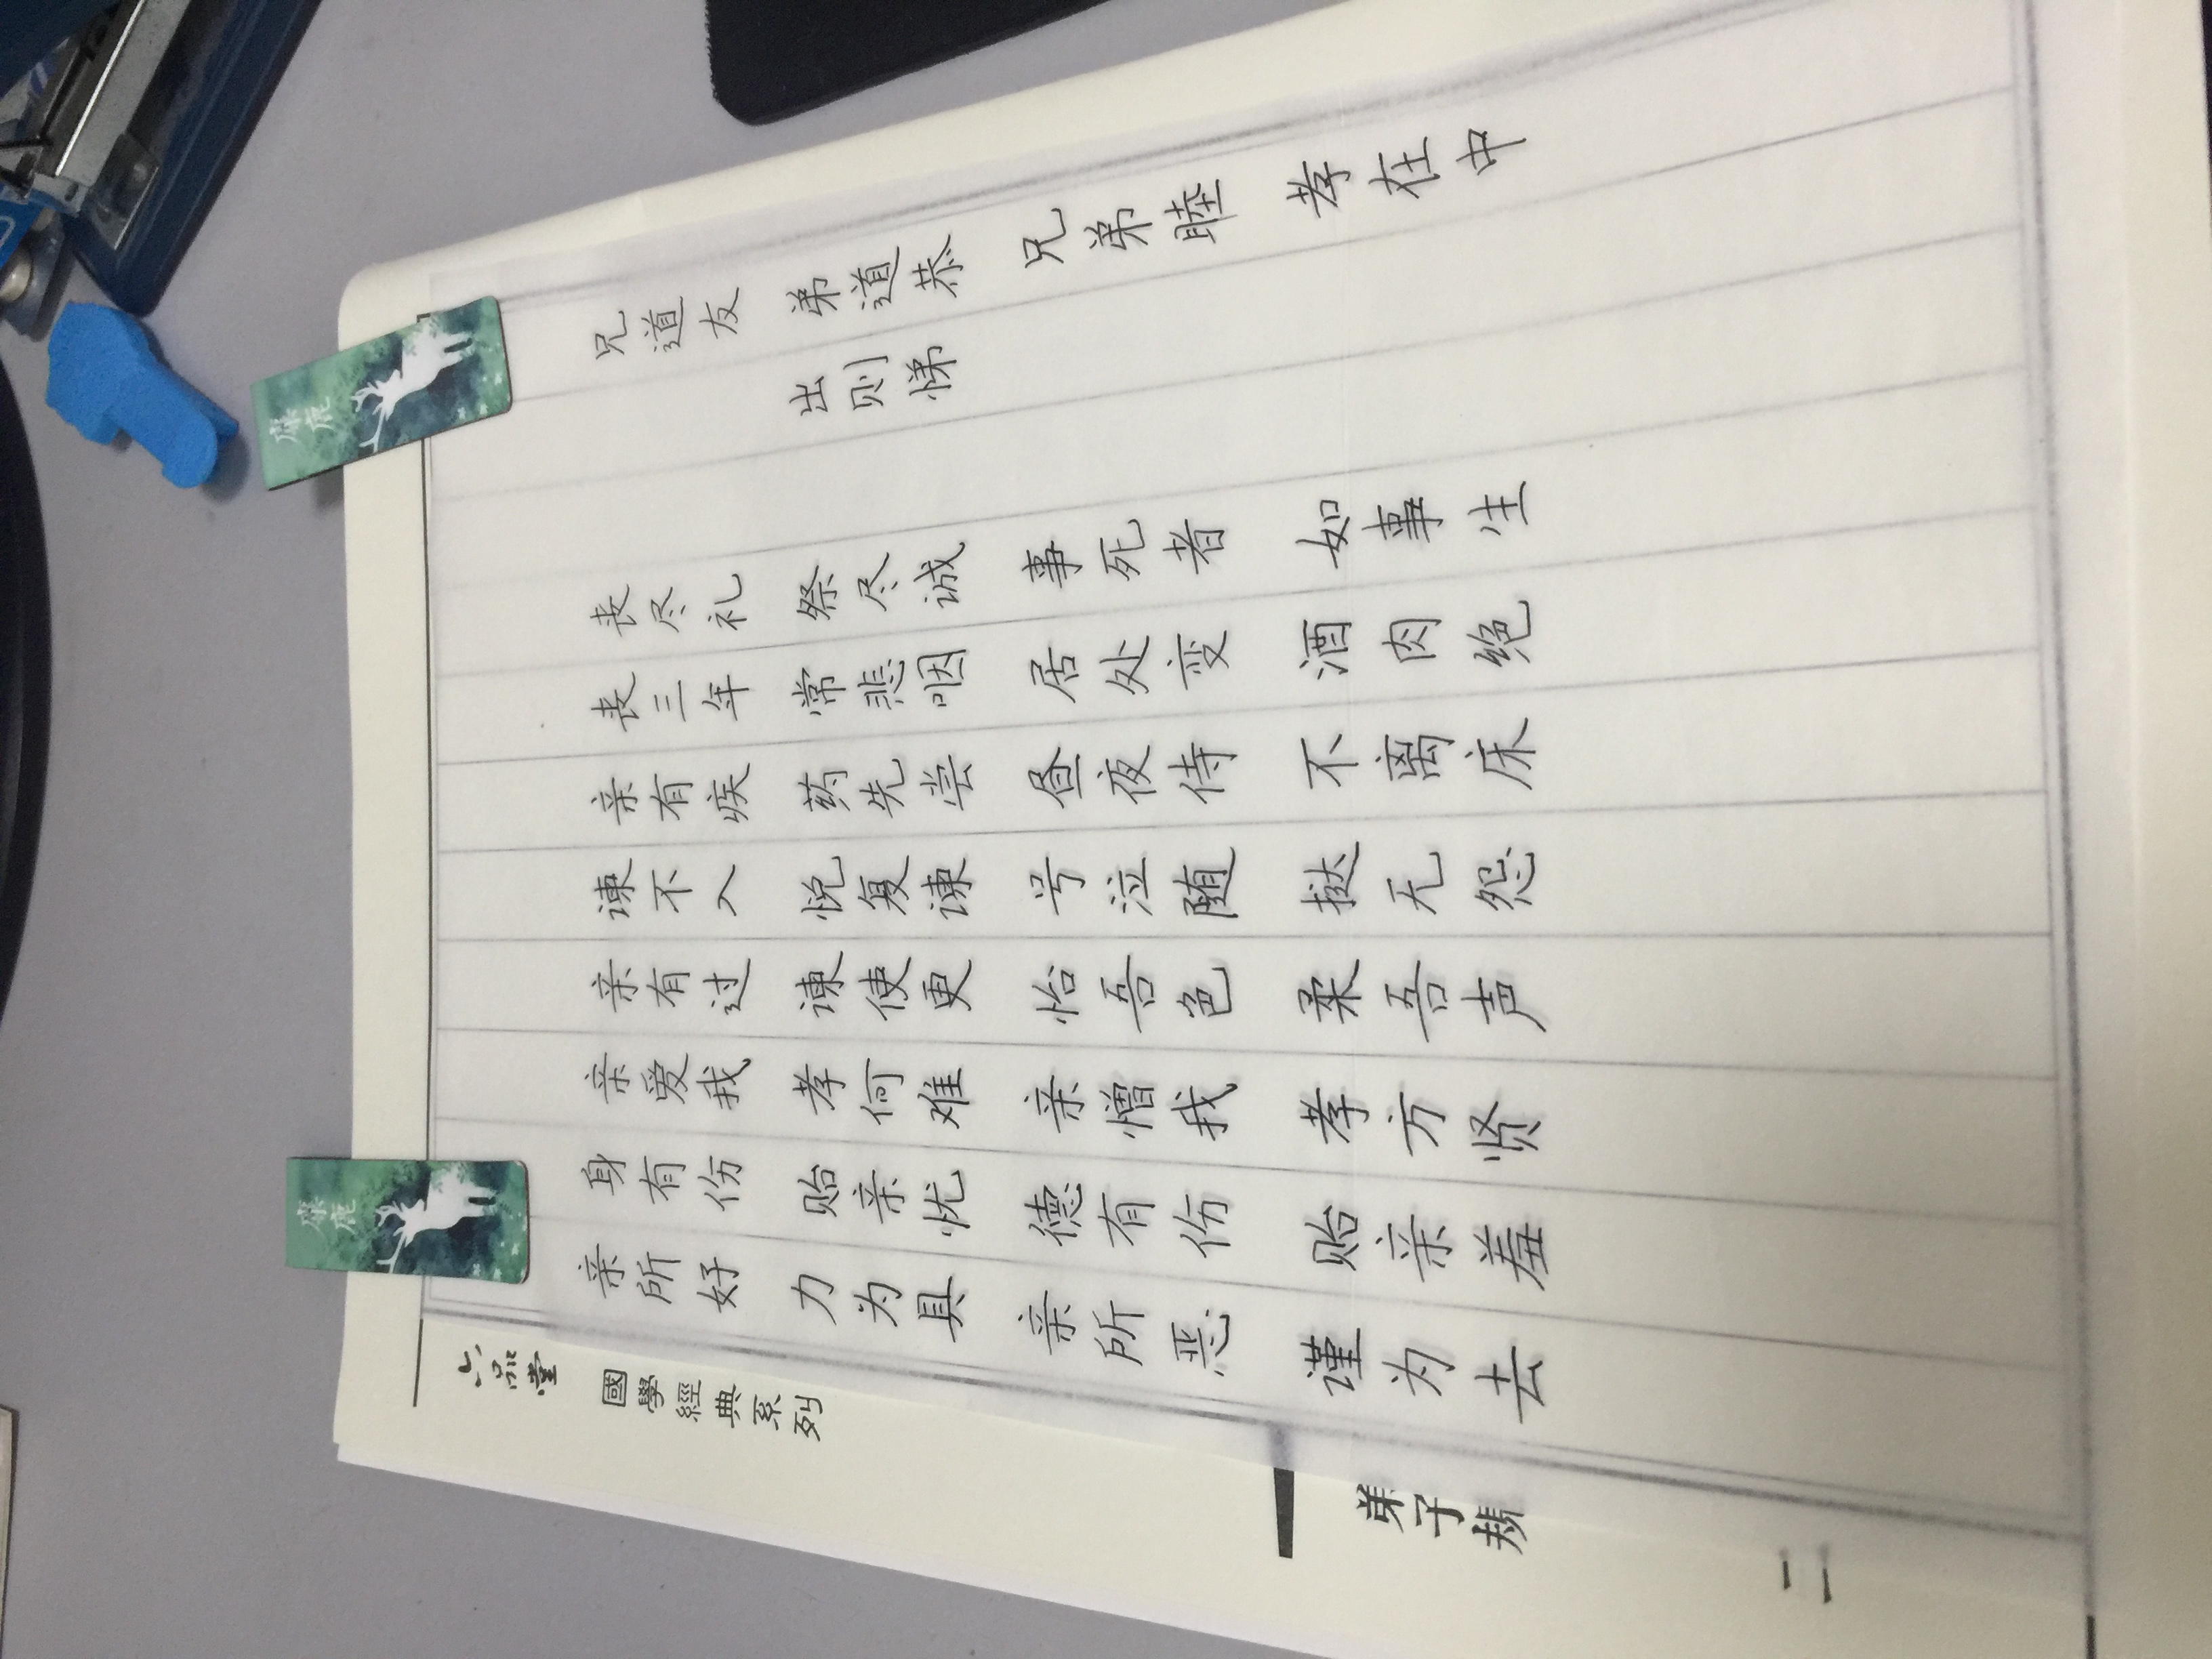 麋鹿
麋鹿
六品堂 國學經典系列
弟子規
二
亲所好 力为具 亲所恶 谨为去
身有伤 贻亲忧 德有伤 贻亲羞
亲爱我 孝何难 亲憎我 孝方贤
亲有过 谏使更 怡吾色 柔吾声
谏不入 悦复谏 号泣随 挞无怨
亲有疾 药先尝 昼夜侍 不离床
丧三年 常悲咽 居处变 酒肉绝
丧尽礼 祭尽诚 事死者 如事生
出则悌
兄道友 弟道恭 兄弟睦 孝在中